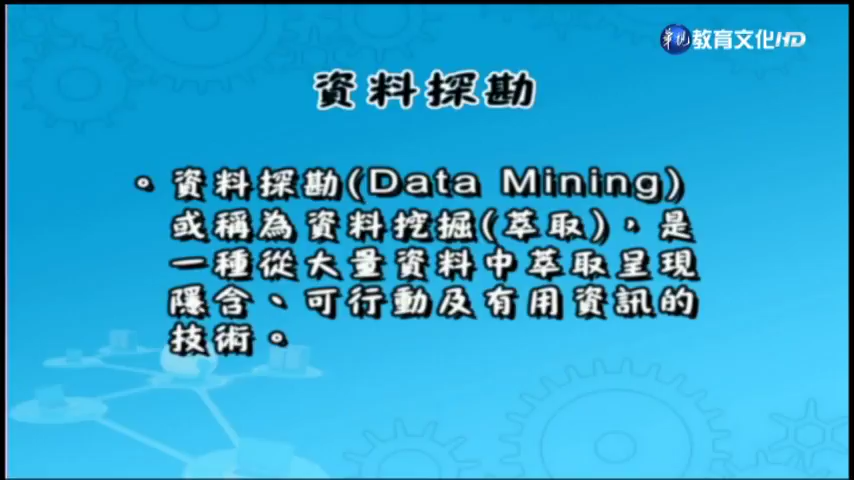 華視 教育文化HD
資料探勘
。資料探勘(Data Mining)
或稱為資料挖掘(萃取)，是
一種從大量資料中萃取呈現
隱含、可行動及有用資訊的
技術。